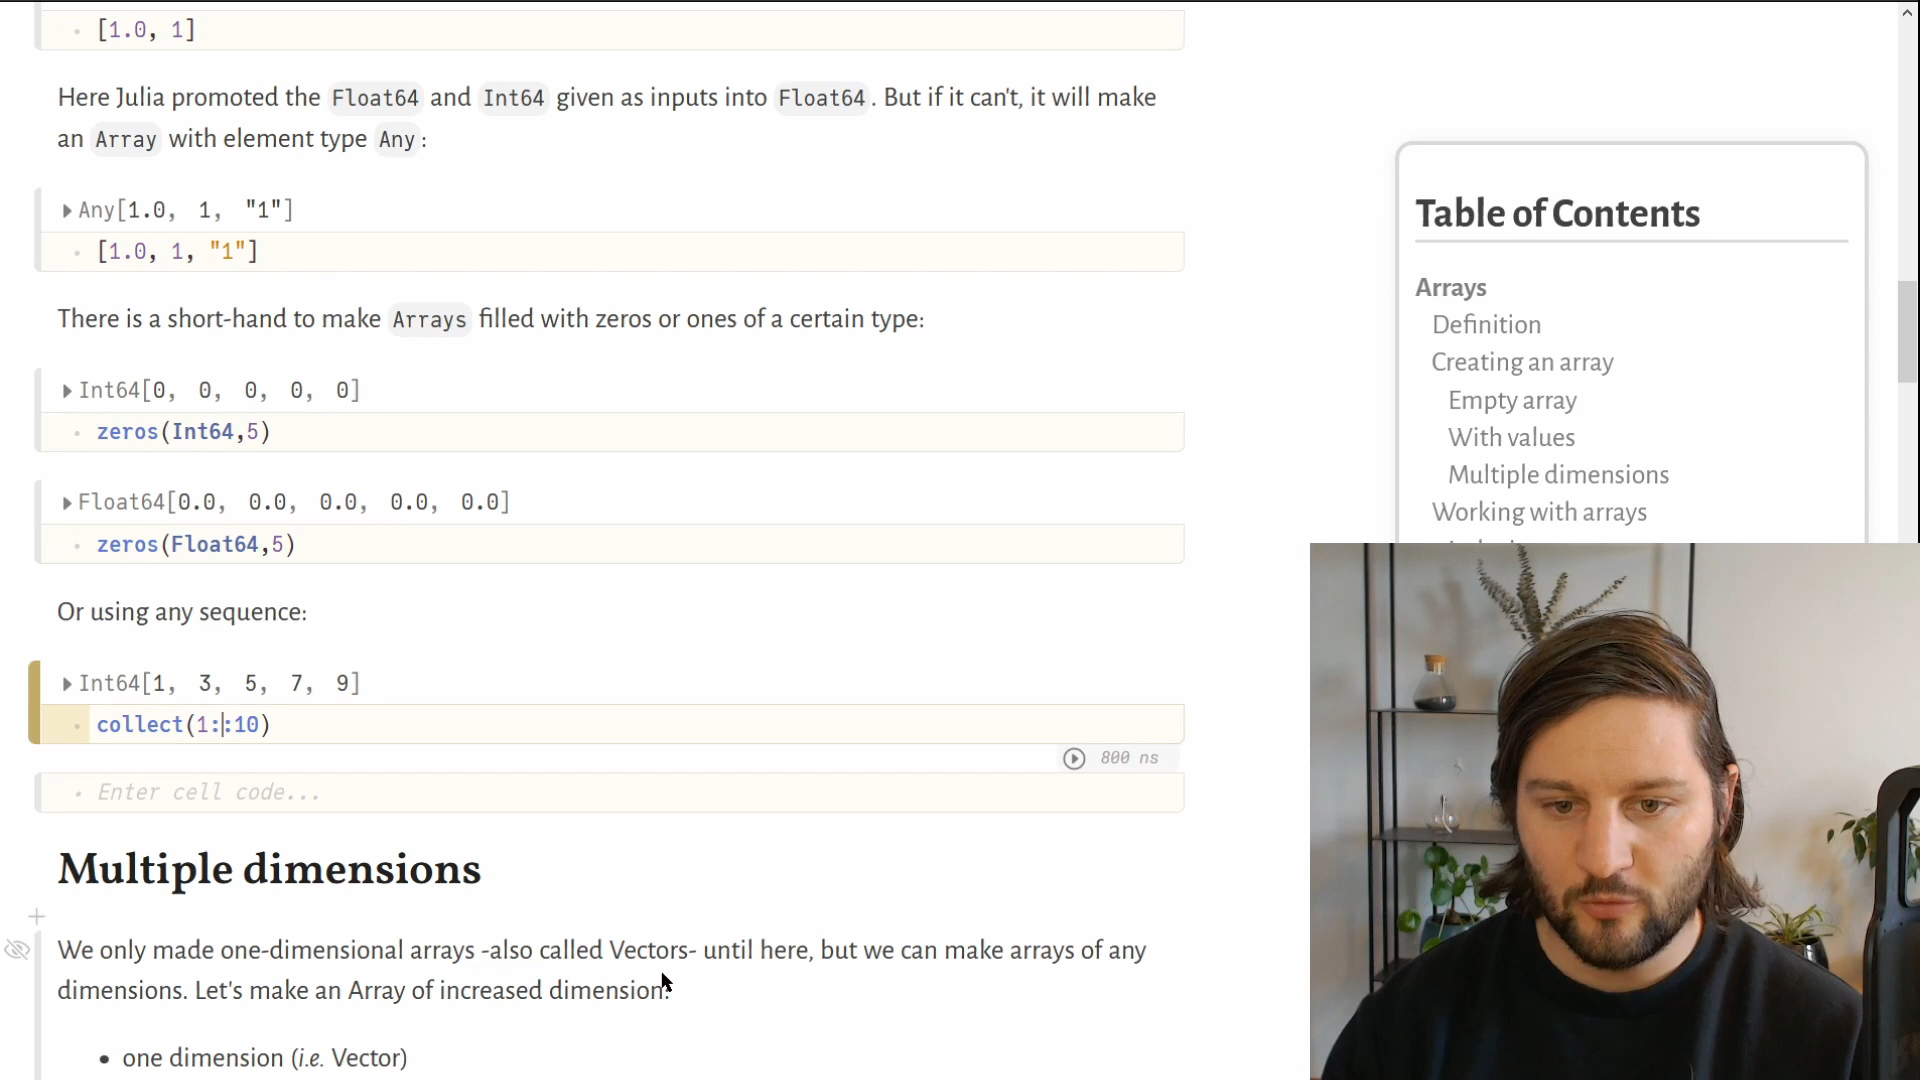 [1.0, 1]
Here Julia promoted the Float64 and Int64 given as inputs into Float64. But if it can't, it will make
an Array with element type Any:
Any[1.0, 1, "1"]
[1.0, 1, "1"]
There is a short-hand to make Arrays filled with zeros or ones of a certain type:
Int64[0, 0, 0, 0, 0]
zeros(Int64,5)
Float64[0.0, 0.0, 0.0, 0.0, 0.0]
zeros(Float64,5)
Or using any sequence:
Int64[1, 3, 5, 7, 9]
collect(1::10)
800 ns
Enter cell code...
Multiple dimensions
We only made one-dimensional arrays -also called Vectors- until here, but we can make arrays of any
dimensions. Let's make an Array of increased dimension:
• one dimension (i.e. Vector)
Table of Contents
Arrays
Definition
Creating an array
Empty array
With values
Multiple dimensions
Working with arrays